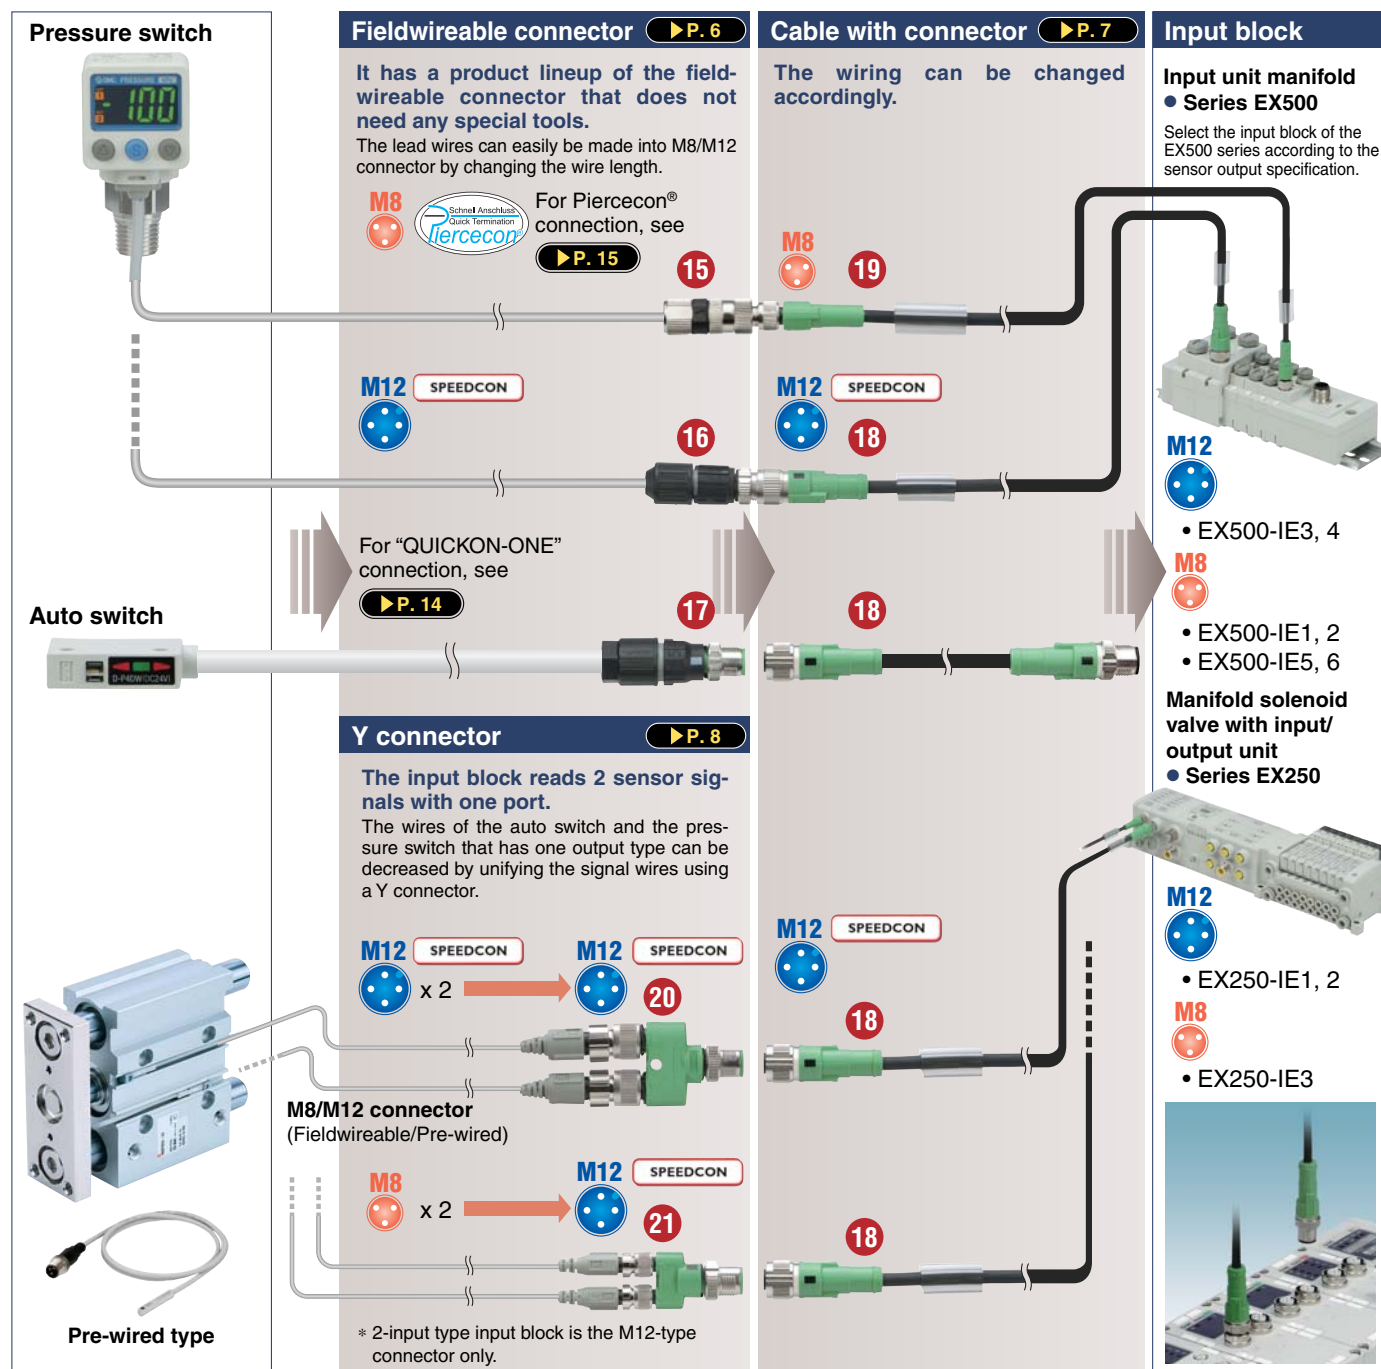 Pressure switch
PRESSURE
-100
S
Auto switch
D-P4DW/DC24V
Pre-wired type
Fieldwireable connector ▶P. 6
It has a product lineup of the field-
wireable connector that does not
need any special tools.
The lead wires can easily be made into M8/M12
connector by changing the wire length.
M8
Schnell Anschluss
Quick Termination
Piercecon®
For Piercecon®
connection, see
▶P. 15
15
M12 SPEEDCON
16
For “QUICKON-ONE”
connection, see
▶P. 14
17
Y connector ▶P. 8
The input block reads 2 sensor sig-
nals with one port.
The wires of the auto switch and the pres-
sure switch that has one output type can be
decreased by unifying the signal wires using
a Y connector.
M12 SPEEDCON M12 SPEEDCON
x 2
20
M8/M12 connector
(Fieldwireable/Pre-wired)
M8 M12 SPEEDCON
x 2
21
* 2-input type input block is the M12-type
connector only.
Cable with connector ▶P. 7
The wiring can be changed
accordingly.
M8
19
M12 SPEEDCON
18
18
M12 SPEEDCON
18
18
Input block
Input unit manifold
● Series EX500
Select the input block of the
EX500 series according to the
sensor output specification.
M12
• EX500-IE3, 4
M8
• EX500-IE1, 2
• EX500-IE5, 6
Manifold solenoid
valve with input/
output unit
● Series EX250
M12
• EX250-IE1, 2
M8
• EX250-IE3